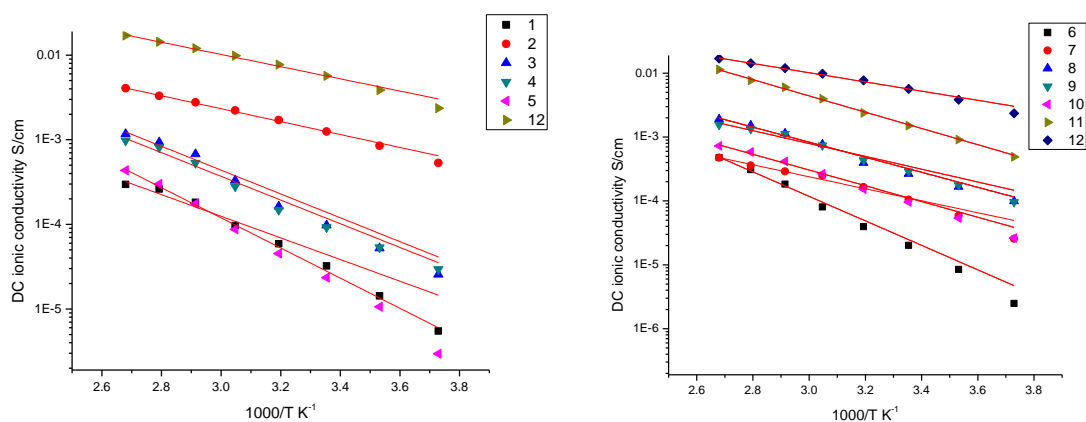 0.01
1E-3
1E-4
1E-5
DC ionic conductivity S/cm
2.6 2.8 3.0 3.2 3.4 3.6 3.8
1000/T K-1
1
2
3
4
5
12
0.01
1E-3
1E-4
1E-5
1E-6
DC ionic conductivity S/cm
2.6 2.8 3.0 3.2 3.4 3.6 3.8
1000/T K-1
6
7
8
9
10
11
12